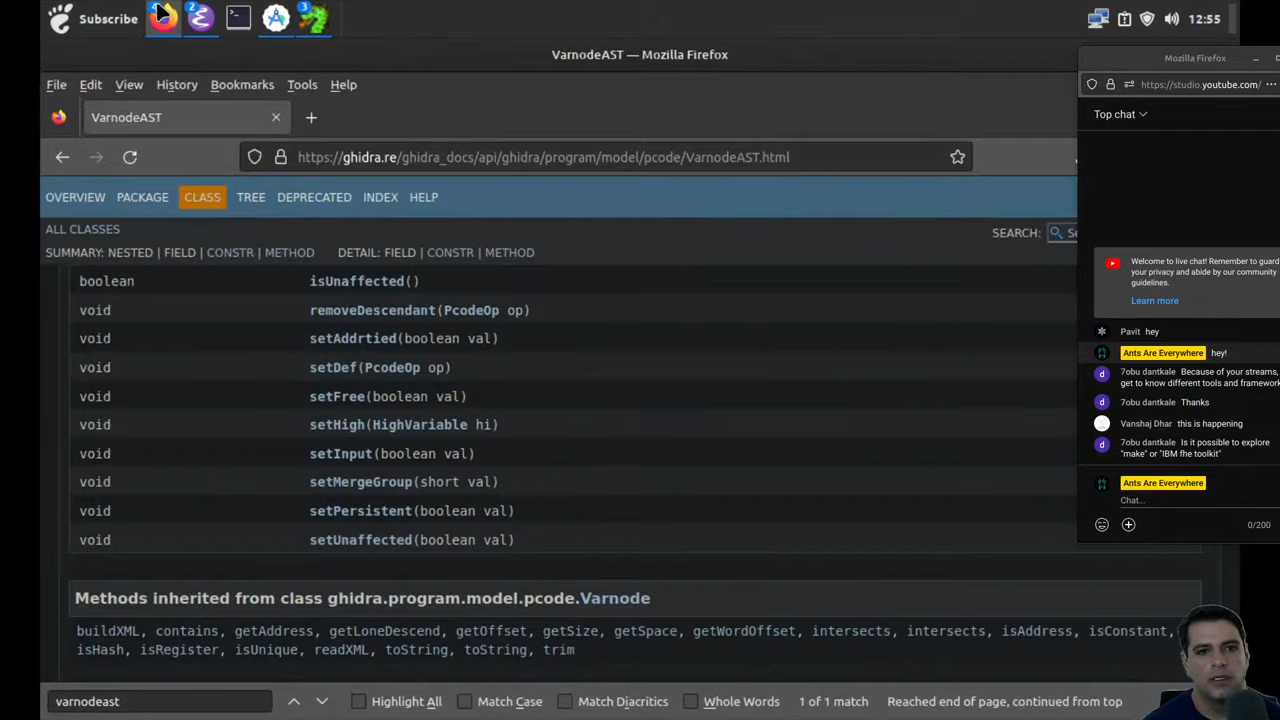 Subscribe
2
3
12:55
VarnodeAST — Mozilla Firefox
File Edit View History Bookmarks Tools Help
VarnodeAST
https://ghidra.re/ghidra_docs/api/ghidra/program/model/pcode/VarnodeAST.html
OVERVIEW PACKAGE CLASS TREE DEPRECATED INDEX HELP
ALL CLASSES
SEARCH:
SUMMARY: NESTED | FIELD | CONSTR | METHOD DETAIL: FIELD | CONSTR | METHOD
boolean isUnaffected()
void removeDescendant(PcodeOp op)
void setAddrtied(boolean val)
void setDef(PcodeOp op)
void setFree(boolean val)
void setHigh(HighVariable hi)
void setInput(boolean val)
void setMergeGroup(short val)
void setPersistent(boolean val)
void setUnaffected(boolean val)
Methods inherited from class ghidra.program.model.pcode.Varnode
buildXML, contains, getAddress, getLoneDescend, getOffset, getSize, getSpace, getWordOffset, intersects, intersects, isAddress, isConstant,
isHash, isRegister, isUnique, readXML, toString, toString, trim
varnodeast Highlight All Match Case Match Diacritics Whole Words 1 of 1 match Reached end of page, continued from top
Mozilla Firefox
https://studio.youtube.com/
Top chat
Welcome to live chat! Remember to guard
your privacy and abide by our community
guidelines.
Learn more
Pavit hey
Ants Are Everywhere hey!
7obu dantkale Because of your streams,
get to know different tools and framework
7obu dantkale Thanks
Vanshaj Dhar this is happening
7obu dantkale Is it possible to explore
"make" or "IBM fhe toolkit"
Ants Are Everywhere
Chat...
0/200